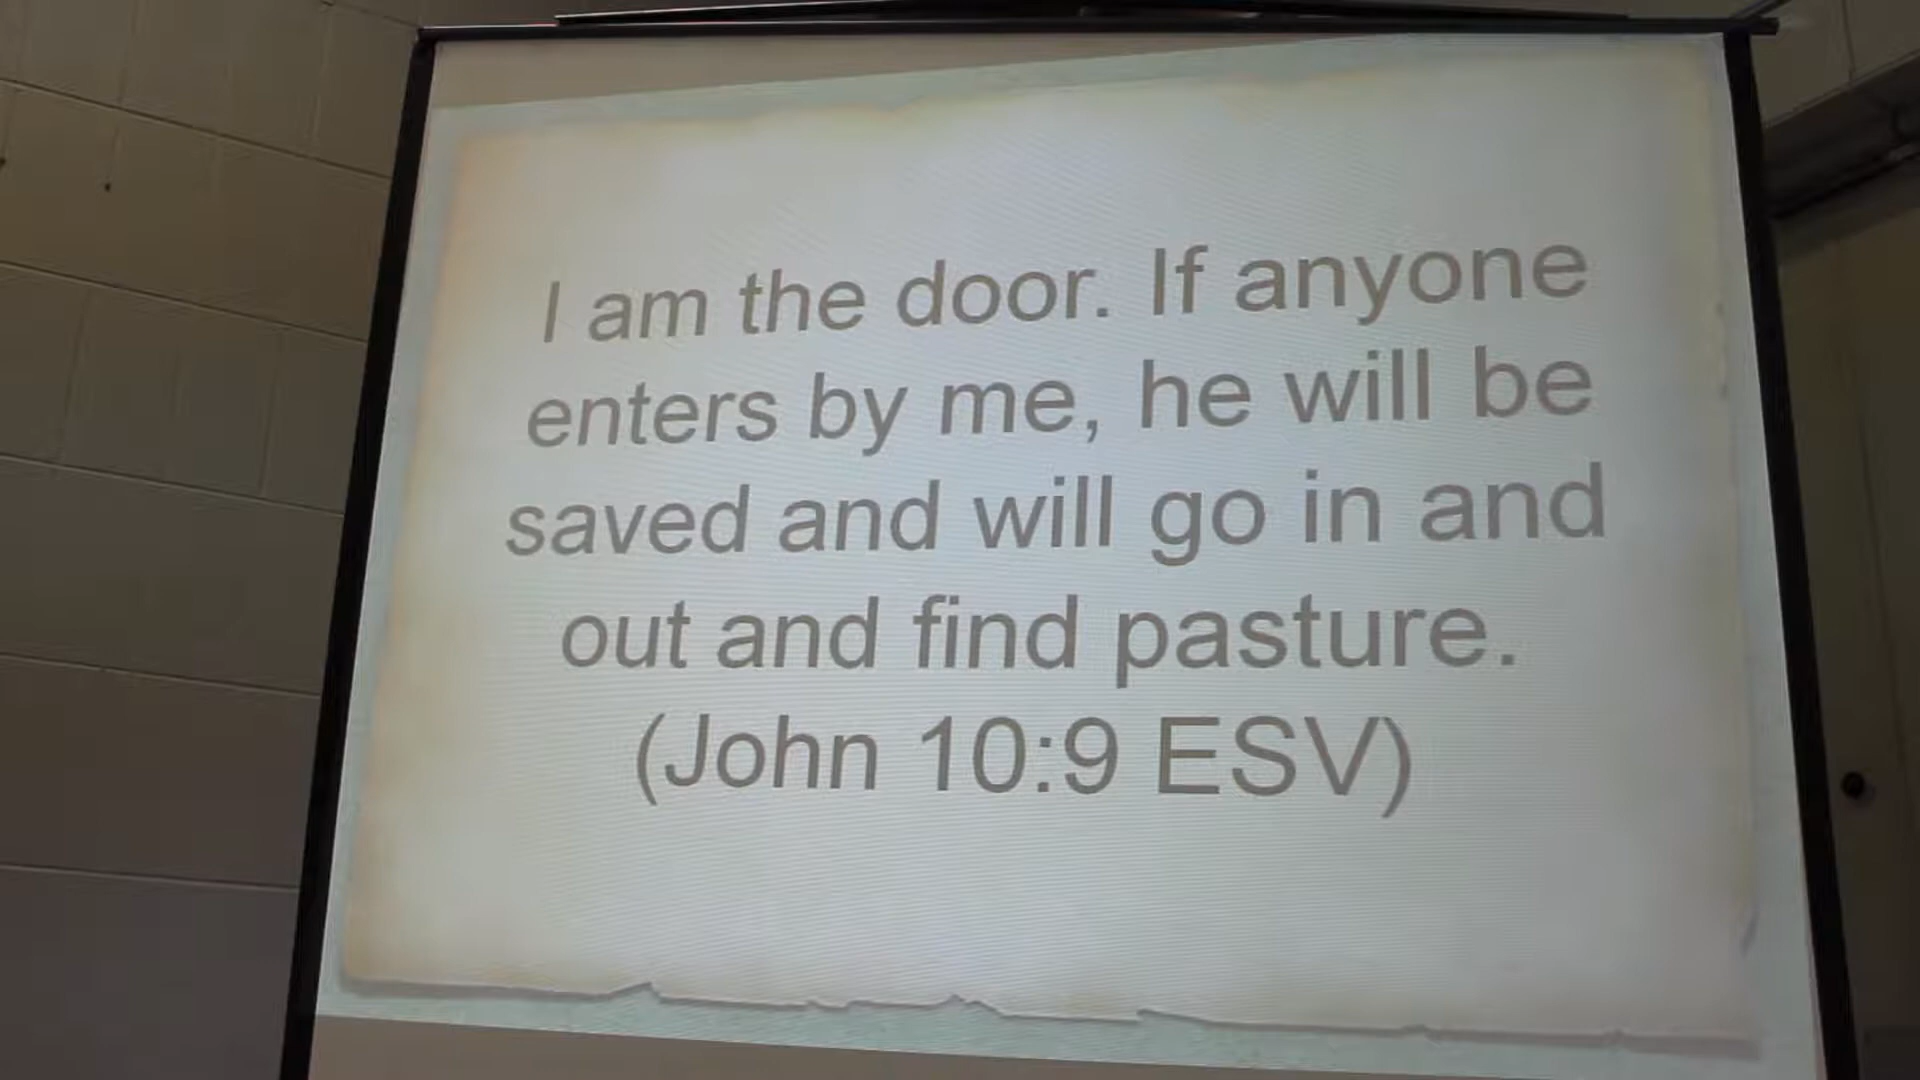 I am the door. If anyone
enters by me, he will be
saved and will go in and
out and find pasture.
(John 10:9 ESV)